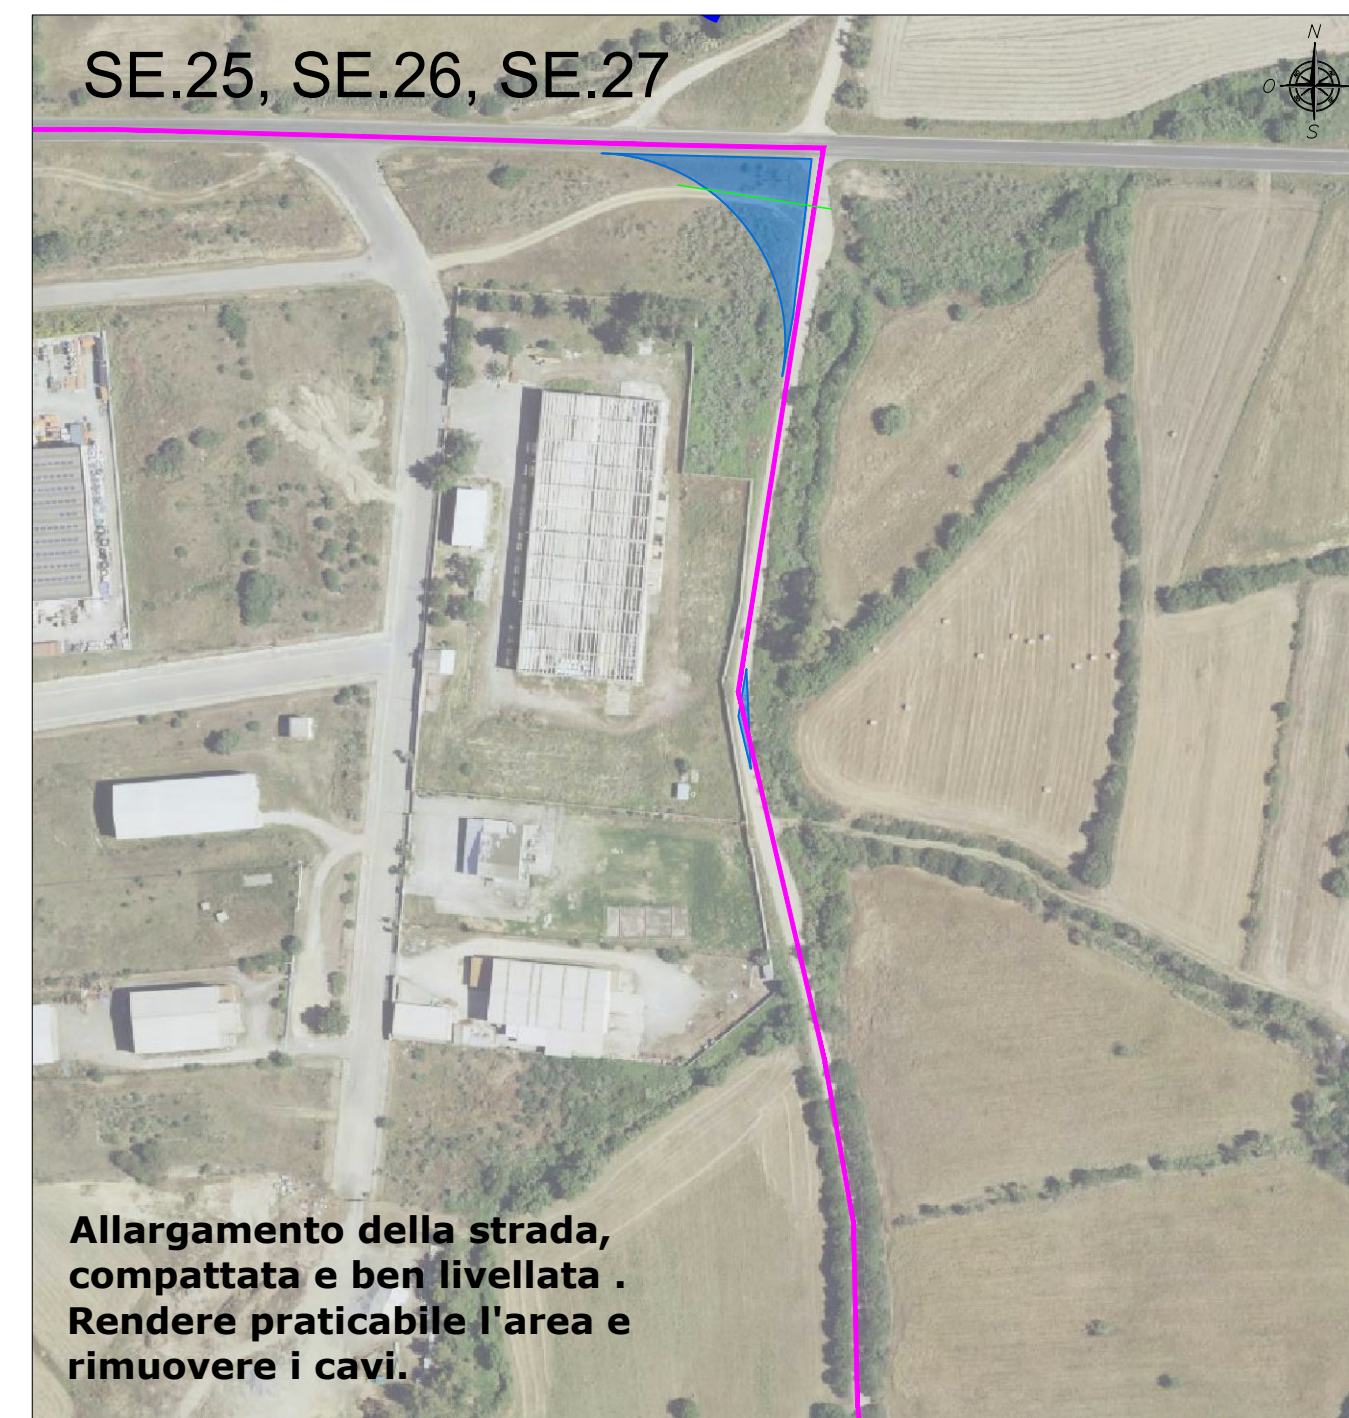 SE.25, SE.26, SE.27
N
O
S
Allargamento della strada,
compattata e ben livellata .
Rendere praticabile l'area e
rimuovere i cavi.